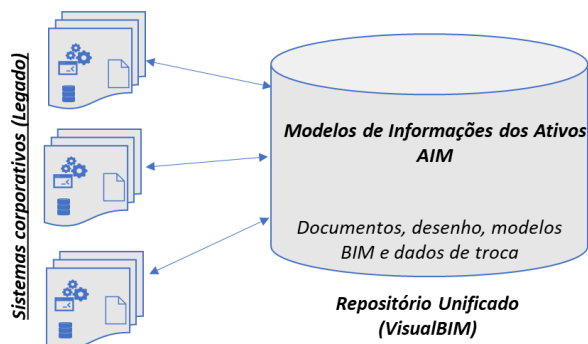 Sistemas corporativos (Legado)
Modelos de Informações dos Ativos
AIM
Documentos, desenho, modelos
BIM e dados de troca
Repositório Unificado
(VisualBIM)